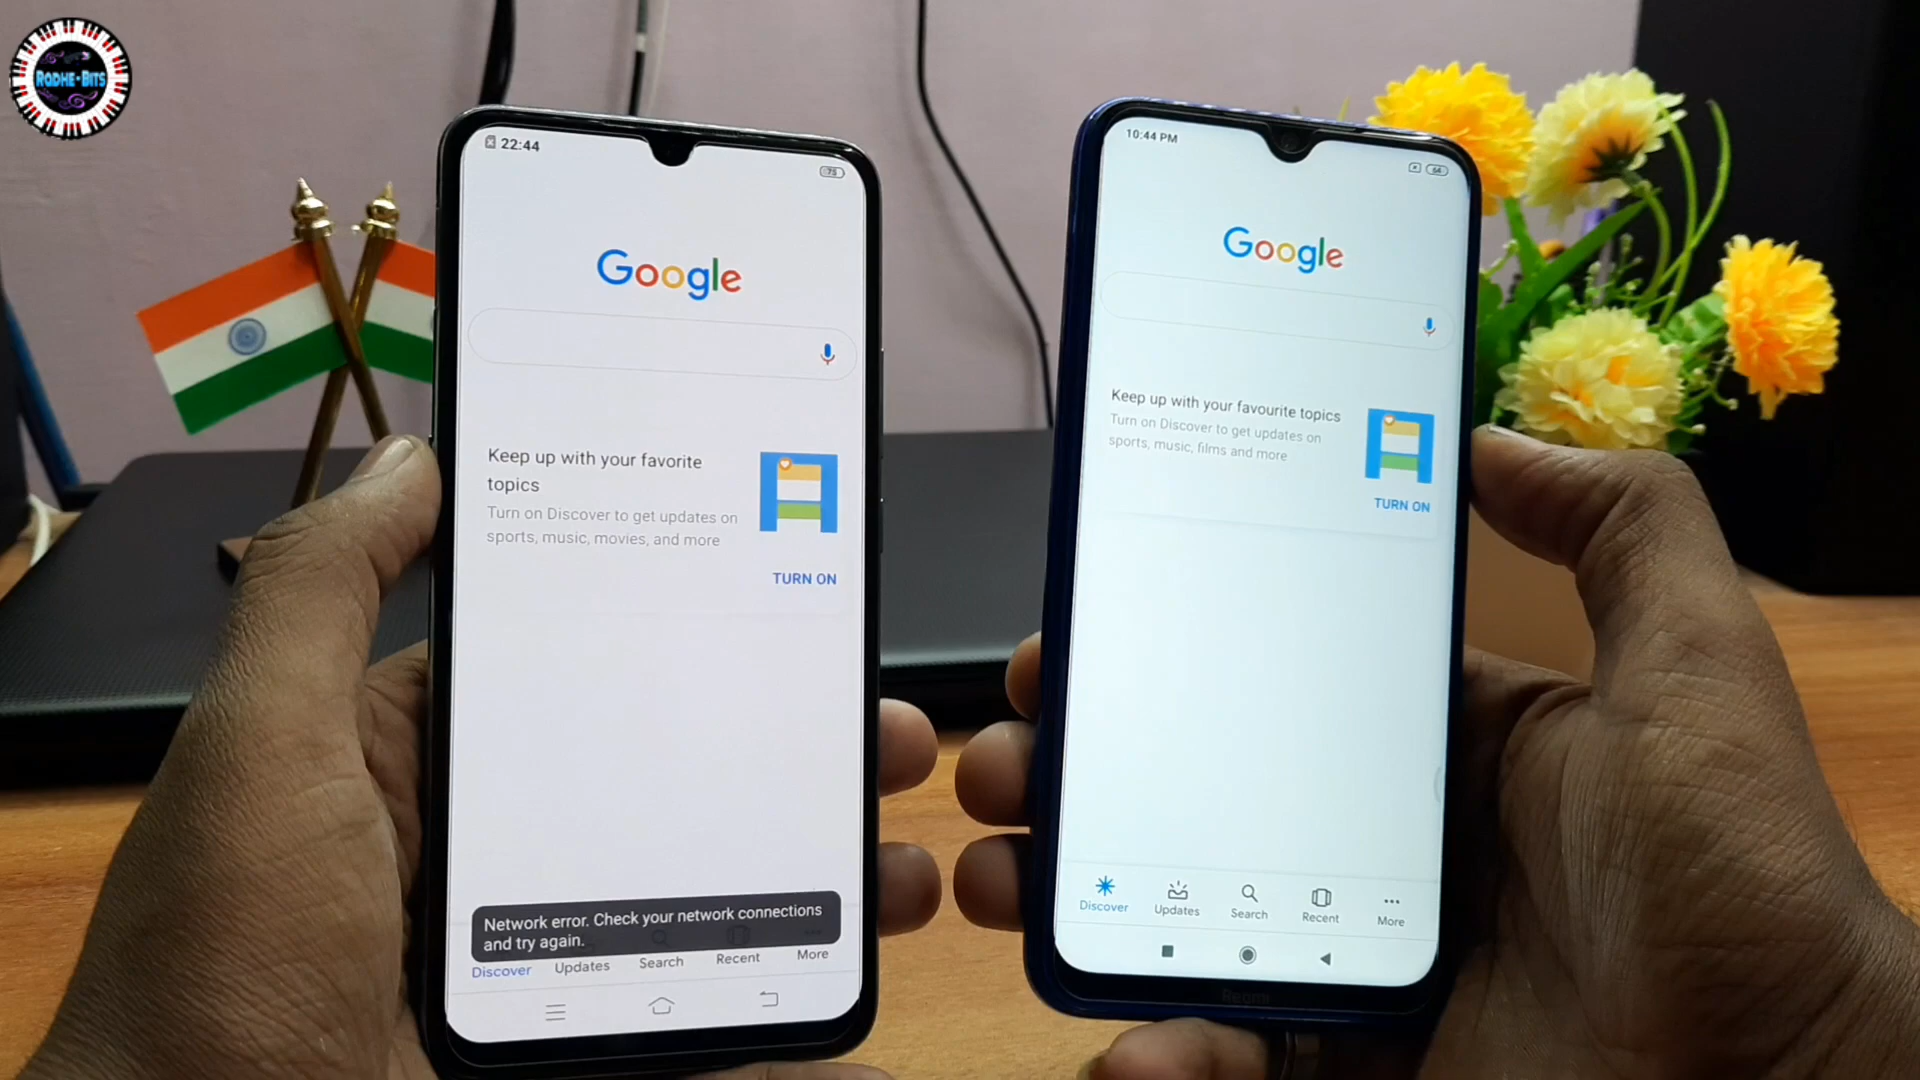 RODHE-BITS
22:44
75
Google
Keep up with your favorite
topics
Turn on Discover to get updates on
sports, music, movies, and more
TURN ON
Network error. Check your network connections
and try again.
Discover
Updates
Search
Recent
More
10:44 PM
64
Google
Keep up with your favourite topics
Turn on Discover to get updates on
sports, music, films and more
TURN ON
Discover
Updates
Search
Recent
More
Redmi